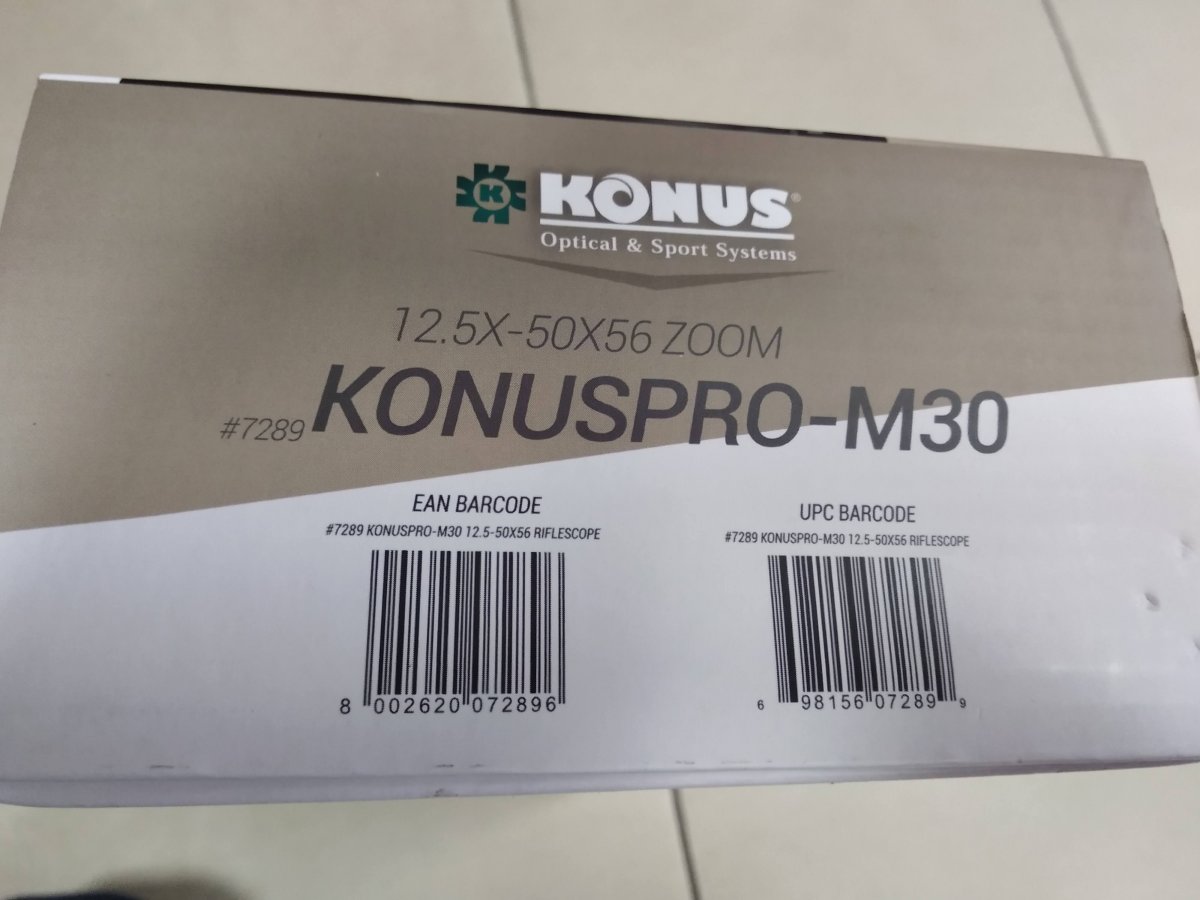 KONUS®
Optical & Sport Systems
12.5X-50X56 ZOOM
#7289 KONUSPRO-M30
EAN BARCODE
#7289 KONUSPRO-M30 12.5-50X56 RIFLESCOPE
8 002620 072896
UPC BARCODE
#7289 KONUSPRO-M30 12.5-50X56 RIFLESCOPE
6 98156 07289 9